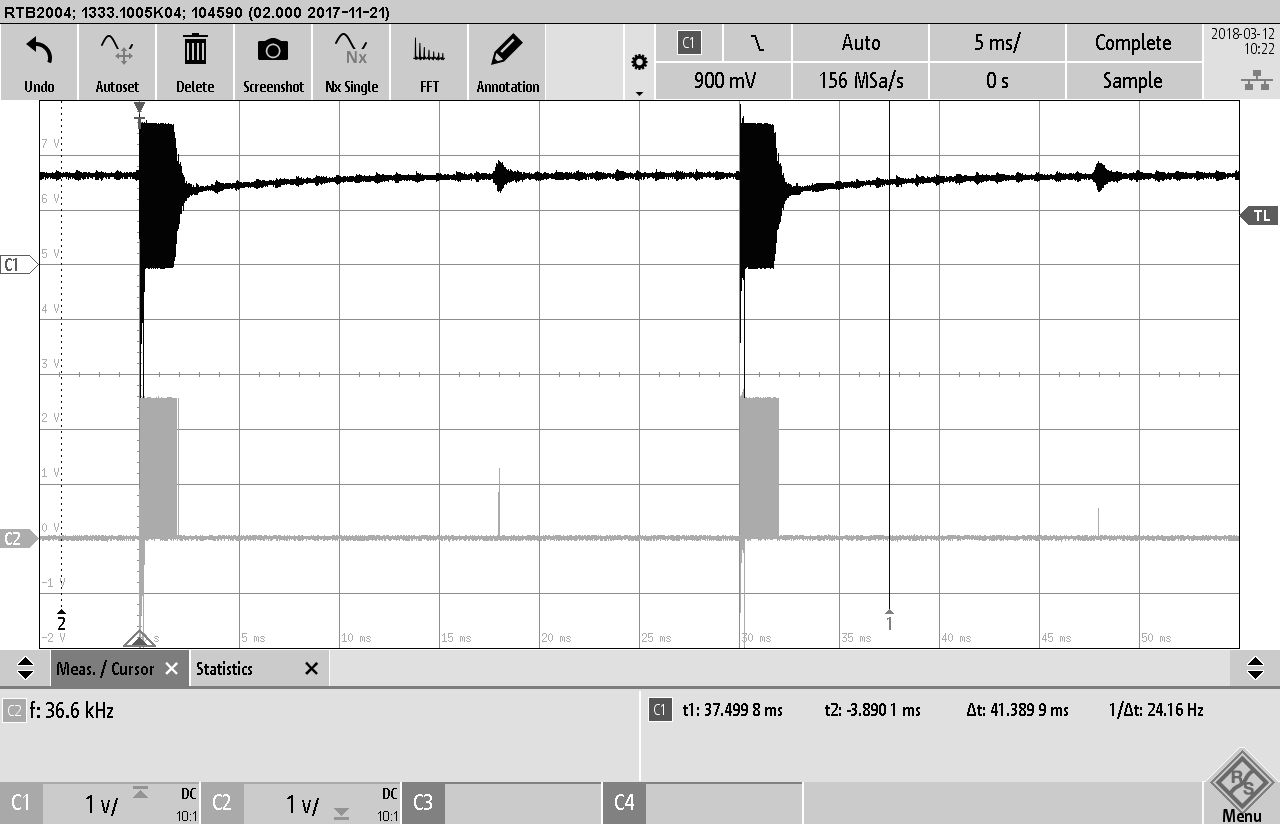 RTB2004; 1333.1005K04; 104590 (02.000 2017-11-21)
Undo
Autoset
Delete
Screenshot
Nx
Nx Single
FFT
Annotation
C1
Auto
5 ms/
Complete
2018-03-12
10:22
900 mV
156 MSa/s
0 s
Sample
7 V
6 V
TL
5 V
C1
4 V
3 V
2 V
1 V
0 V
C2
-1 V
2
1
-2 V
s
5 ms
10 ms
15 ms
20 ms
25 ms
30 ms
35 ms
40 ms
45 ms
50 ms
Meas. / Cursor
Statistics
C2 f: 36.6 kHz
C1 t1: 37.499 8 ms t2: -3.890 1 ms Δt: 41.389 9 ms 1/Δt: 24.16 Hz
C1 1 V/ DC 10:1
C2 1 V/ DC 10:1
C3
C4
R S
Menu